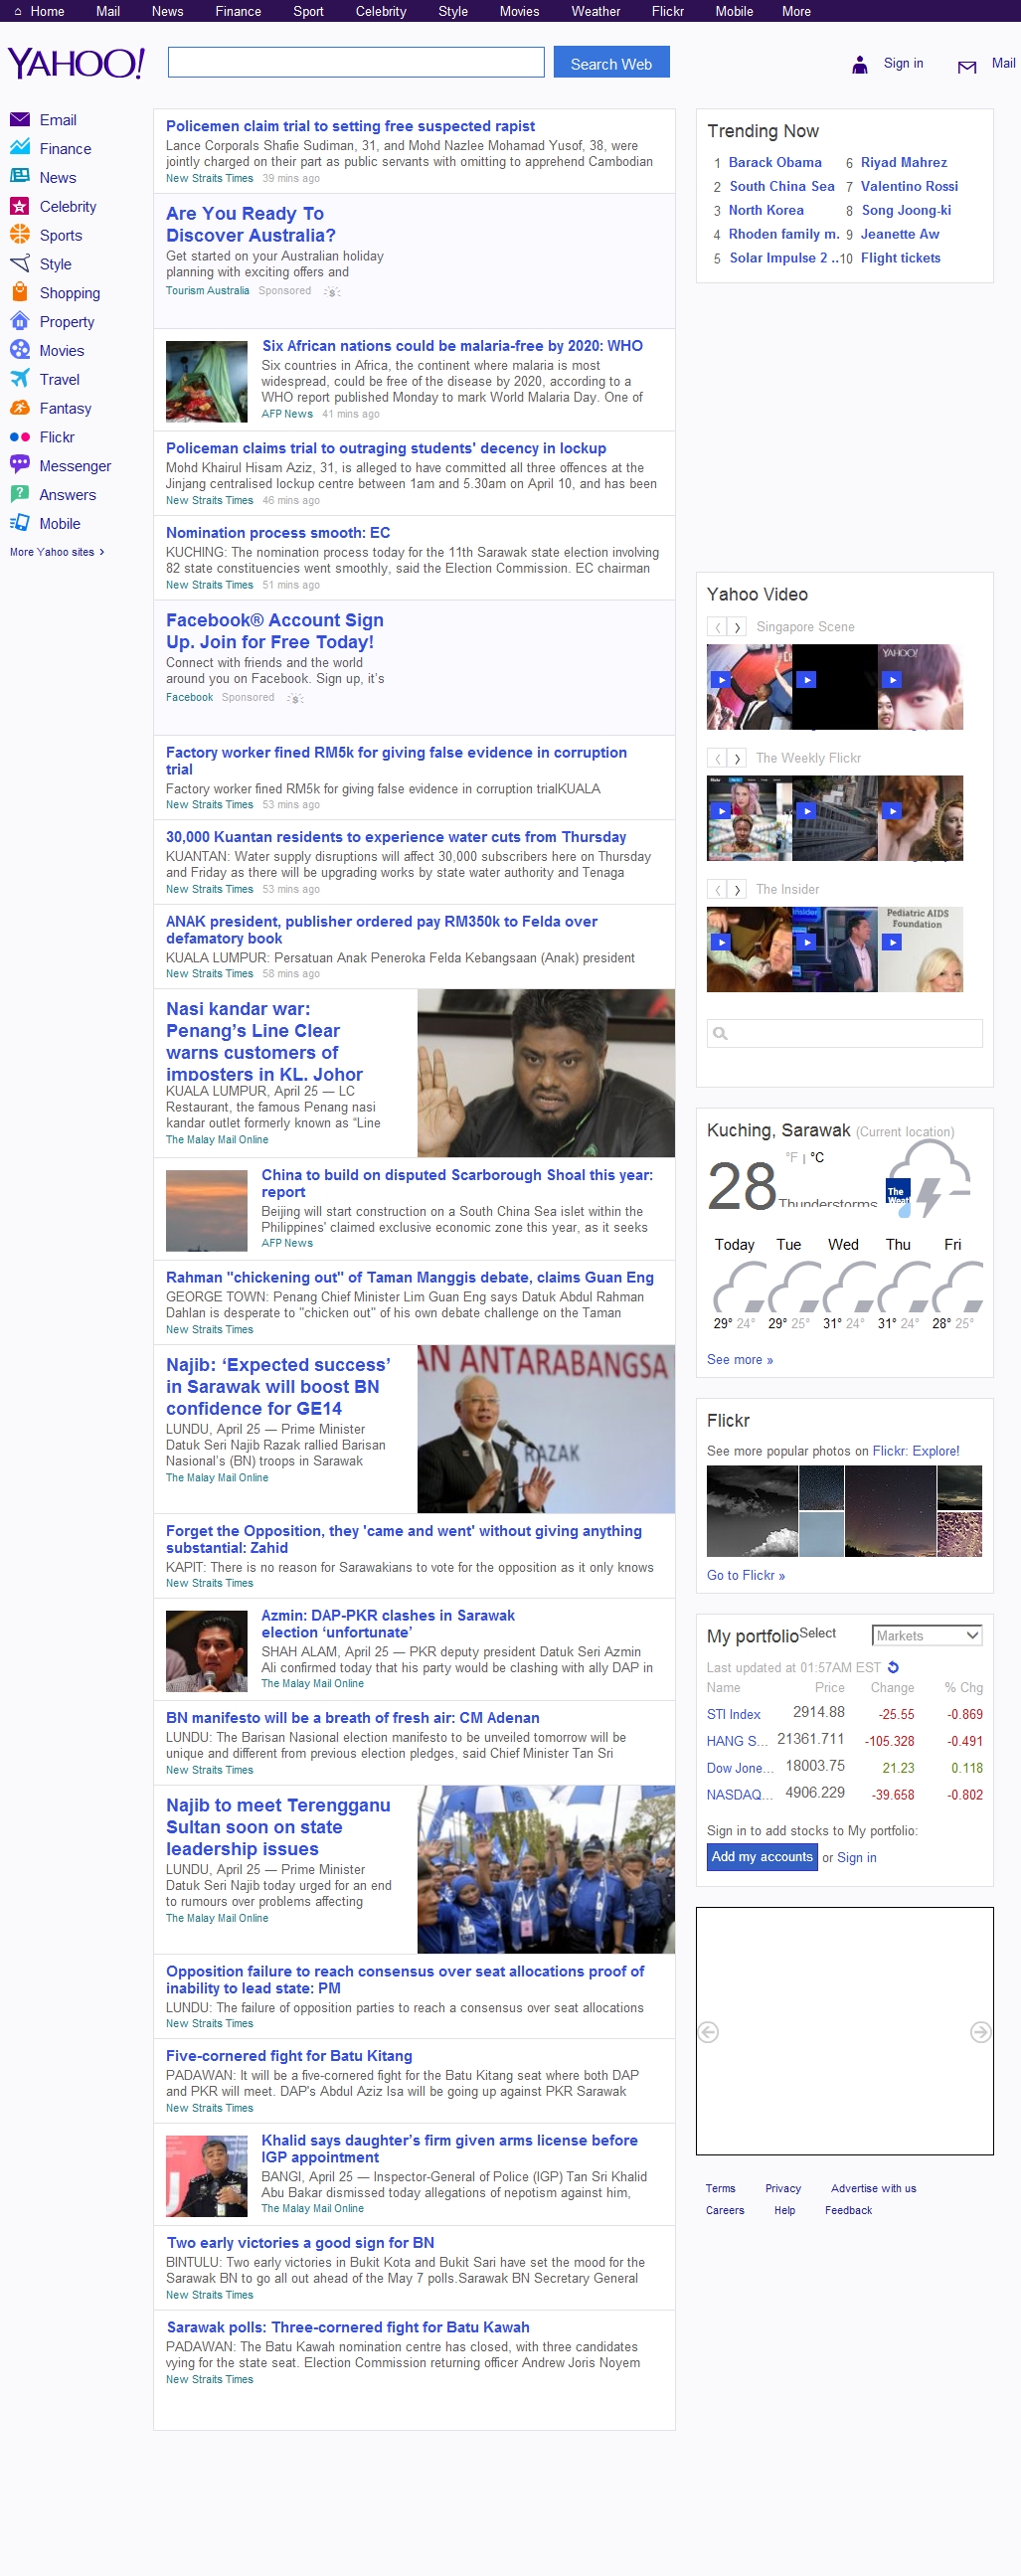 Home Mail News Finance Sport Celebrity Style Movies Weather Flickr Mobile More
YAHOO!
Search Web
Sign in
Mail
Email
Finance
News
Celebrity
Sports
Style
Shopping
Property
Movies
Travel
Fantasy
Flickr
Messenger
Answers
Mobile
More Yahoo sites >
Policemen claim trial to setting free suspected rapist
Lance Corporals Shafie Sudiman, 31, and Mohd Nazlee Mohamad Yusof, 38, were
jointly charged on their part as public servants with omitting to apprehend Cambodian
New Straits Times 39 mins ago
Are You Ready To
Discover Australia?
Get started on your Australian holiday
planning with exciting offers and
Tourism Australia Sponsored
Six African nations could be malaria-free by 2020: WHO
Six countries in Africa, the continent where malaria is most
widespread, could be free of the disease by 2020, according to a
WHO report published Monday to mark World Malaria Day. One of
AFP News 41 mins ago
Policeman claims trial to outraging students' decency in lockup
Mohd Khairul Hisam Aziz, 31, is alleged to have committed all three offences at the
Jinjang centralised lockup centre between 1am and 5.30am on April 10, and has been
New Straits Times 46 mins ago
Nomination process smooth: EC
KUCHING: The nomination process today for the 11th Sarawak state election involving
82 state constituencies went smoothly, said the Election Commission. EC chairman
New Straits Times 51 mins ago
Facebook® Account Sign
Up. Join for Free Today!
Connect with friends and the world
around you on Facebook. Sign up, it's
Facebook Sponsored
Factory worker fined RM5k for giving false evidence in corruption
trial
Factory worker fined RM5k for giving false evidence in corruption trialKUALA
New Straits Times 53 mins ago
30,000 Kuantan residents to experience water cuts from Thursday
KUANTAN: Water supply disruptions will affect 30,000 subscribers here on Thursday
and Friday as there will be upgrading works by state water authority and Tenaga
New Straits Times 53 mins ago
ANAK president, publisher ordered pay RM350k to Felda over
defamatory book
KUALA LUMPUR: Persatuan Anak Peneroka Felda Kebangsaan (Anak) president
New Straits Times 58 mins ago
Nasi kandar war:
Penang's Line Clear
warns customers of
imposters in KL, Johor
KUALA LUMPUR, April 25 — LC
Restaurant, the famous Penang nasi
kandar outlet formerly known as "Line
The Malay Mail Online
China to build on disputed Scarborough Shoal this year:
report
Beijing will start construction on a South China Sea islet within the
Philippines' claimed exclusive economic zone this year, as it seeks
AFP News
Rahman "chickening out" of Taman Manggis debate, claims Guan Eng
GEORGE TOWN: Penang Chief Minister Lim Guan Eng says Datuk Abdul Rahman
Dahlan is desperate to "chicken out" of his own debate challenge on the Taman
New Straits Times
Najib: 'Expected success'
in Sarawak will boost BN
confidence for GE14
LUNDU, April 25 — Prime Minister
Datuk Seri Najib Razak rallied Barisan
Nasional's (BN) troops in Sarawak
The Malay Mail Online
AN ANTARABANGSA
RAZAK
Forget the Opposition, they 'came and went' without giving anything
substantial: Zahid
KAPIT: There is no reason for Sarawakians to vote for the opposition as it only knows
New Straits Times
Azmin: DAP-PKR clashes in Sarawak
election 'unfortunate'
SHAH ALAM, April 25 — PKR deputy president Datuk Seri Azmin
Ali confirmed today that his party would be clashing with ally DAP in
The Malay Mail Online
BN manifesto will be a breath of fresh air: CM Adenan
LUNDU: The Barisan Nasional election manifesto to be unveiled tomorrow will be
unique and different from previous election pledges, said Chief Minister Tan Sri
New Straits Times
Najib to meet Terengganu
Sultan soon on state
leadership issues
LUNDU, April 25 — Prime Minister
Datuk Seri Najib today urged for an end
to rumours over problems affecting
The Malay Mail Online
Opposition failure to reach consensus over seat allocations proof of
inability to lead state: PM
LUNDU: The failure of opposition parties to reach a consensus over seat allocations
New Straits Times
Five-cornered fight for Batu Kitang
PADAWAN: It will be a five-cornered fight for the Batu Kitang seat where both DAP
and PKR will meet. DAP's Abdul Aziz Isa will be going up against PKR Sarawak
New Straits Times
Khalid says daughter's firm given arms license before
IGP appointment
BANGI, April 25 — Inspector-General of Police (IGP) Tan Sri Khalid
Abu Bakar dismissed today allegations of nepotism against him,
The Malay Mail Online
Two early victories a good sign for BN
BINTULU: Two early victories in Bukit Kota and Bukit Sari have set the mood for the
Sarawak BN to go all out ahead of the May 7 polls.Sarawak BN Secretary General
New Straits Times
Sarawak polls: Three-cornered fight for Batu Kawah
PADAWAN: The Batu Kawah nomination centre has closed, with three candidates
vying for the state seat. Election Commission returning officer Andrew Joris Noyem
New Straits Times
Trending Now
1 Barack Obama 6 Riyad Mahrez
2 South China Sea 7 Valentino Rossi
3 North Korea 8 Song Joong-ki
4 Rhoden family m. 9 Jeanette Aw
5 Solar Impulse 2 ..10 Flight tickets
Yahoo Video
Singapore Scene
YAHOO!
The Weekly Flickr
The Insider
Insider
Pediatric AIDS
Foundation
Kuching, Sarawak (Current location)
28 °F | °C
Thunderstorms
The
Weat
Today Tue Wed Thu Fri
29° 24° 29° 25° 31° 24° 31° 24° 28° 25°
See more »
Flickr
See more popular photos on Flickr: Explore!
Go to Flickr »
My portfolio Select Markets
Last updated at 01:57AM EST
Name Price Change % Chg
STI Index 2914.88 -25.55 -0.869
HANG S... 21361.711 -105.328 -0.491
Dow Jone... 18003.75 21.23 0.118
NASDAQ... 4906.229 -39.658 -0.802
Sign in to add stocks to My portfolio:
Add my accounts or Sign in
Terms Privacy Advertise with us
Careers Help Feedback